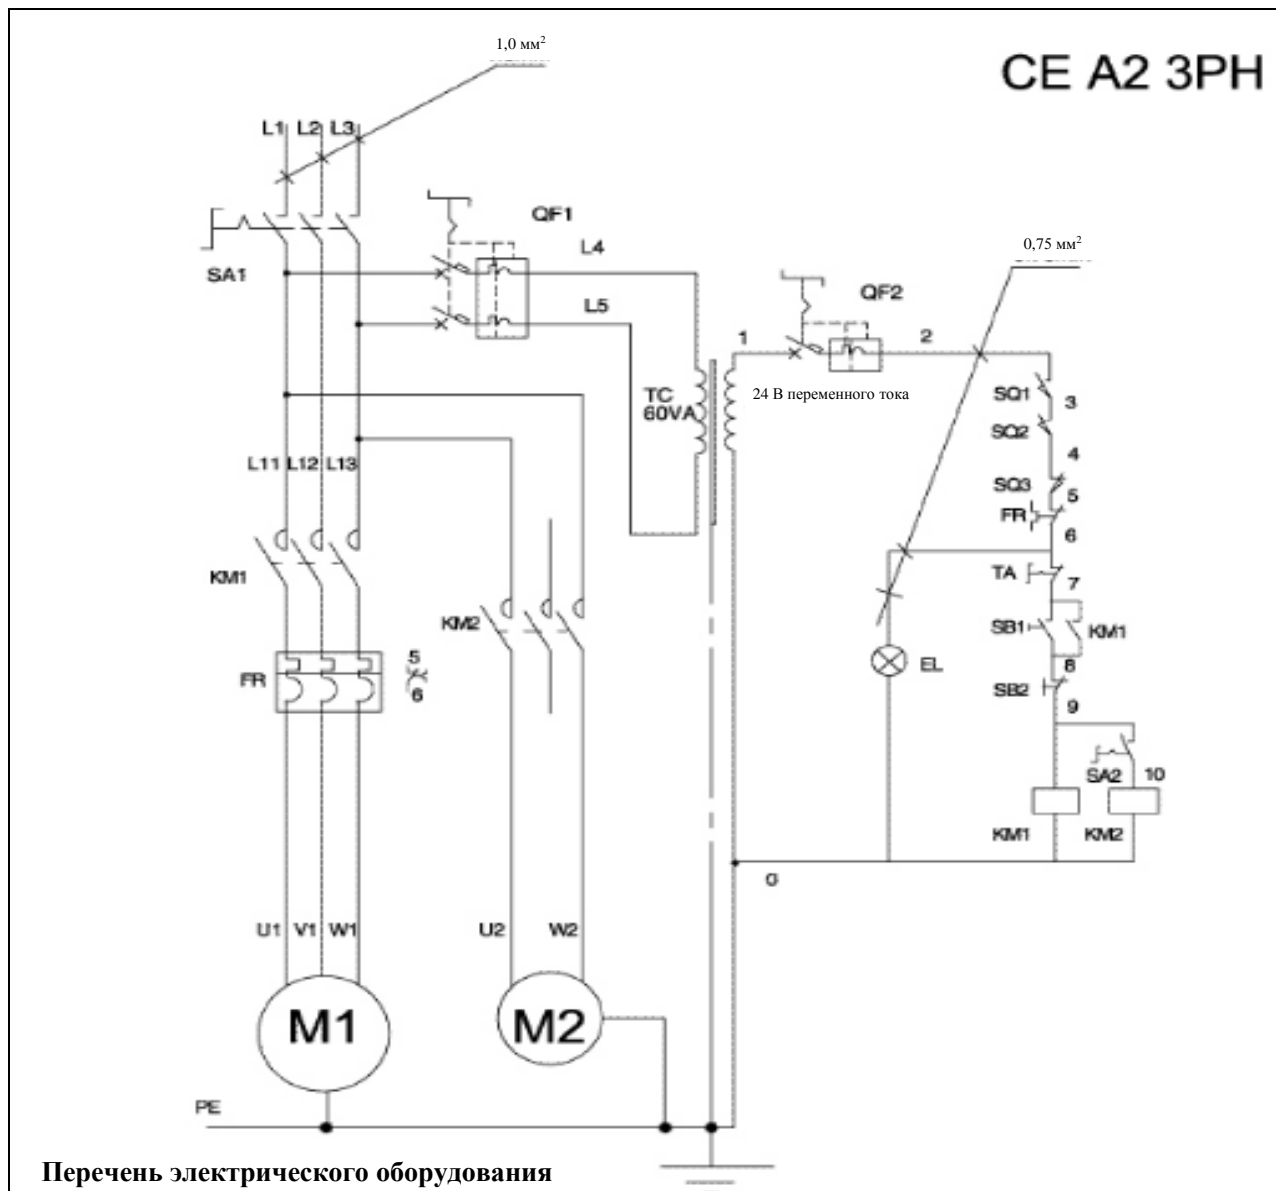 1,0 мм²
CE A2 3PH
L1 L2 L3
QF1
0,75 мм²
L4
SA1
QF2
L5
1
2
24 В переменного тока
TC
60VA
SQ1
3
SQ2
4
L11 L12 L13
SQ3
5
FR
6
KM1
TA
7
KM2
SB1
KM1
5
8
EL
FR
6
SB2
9
SA2
10
KM1
KM2
0
U1 V1 W1
U2
W2
M1
M2
PE
Перечень электрического оборудования